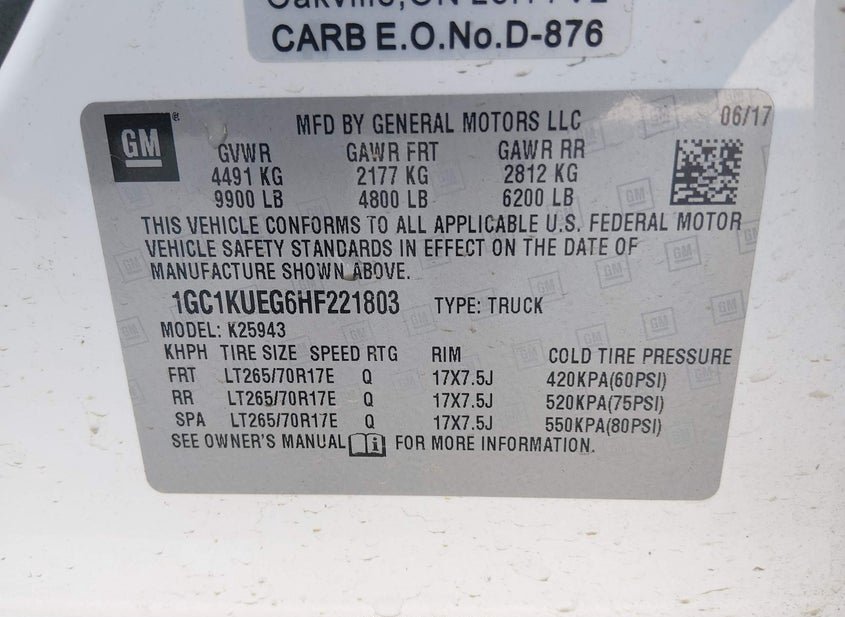 CARB E.O.No.D-876
GM
MFD BY GENERAL MOTORS LLC 06/17
GVWR GAWR FRT GAWR RR
4491 KG 2177 KG 2812 KG
9900 LB 4800 LB 6200 LB
THIS VEHICLE CONFORMS TO ALL APPLICABLE U.S. FEDERAL MOTOR
VEHICLE SAFETY STANDARDS IN EFFECT ON THE DATE OF
MANUFACTURE SHOWN ABOVE.
1GC1KUEG6HF221803 TYPE: TRUCK
MODEL: K25943
KHPH TIRE SIZE SPEED RTG RIM COLD TIRE PRESSURE
FRT LT265/70R17E Q 17X7.5J 420KPA(60PSI)
RR LT265/70R17E Q 17X7.5J 520KPA(75PSI)
SPA LT265/70R17E Q 17X7.5J 550KPA(80PSI)
SEE OWNER'S MANUAL FOR MORE INFORMATION.